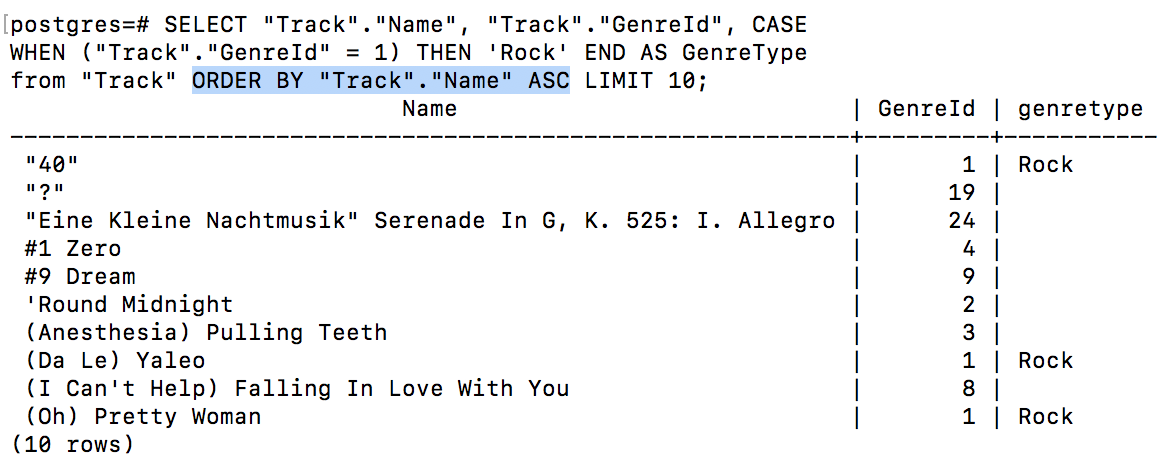 [postgres=# SELECT "Track"."Name", "Track"."GenreId", CASE
WHEN ("Track"."GenreId" = 1) THEN 'Rock' END AS GenreType
from "Track" ORDER BY "Track"."Name" ASC LIMIT 10;
Name | GenreId | genretype
-----------------------------------------------------------+---------+-----------
"40" | 1 | Rock
"?" | 19 |
"Eine Kleine Nachtmusik" Serenade In G, K. 525: I. Allegro | 24 |
#1 Zero | 4 |
#9 Dream | 9 |
'Round Midnight | 2 |
(Anesthesia) Pulling Teeth | 3 |
(Da Le) Yaleo | 1 | Rock
(I Can't Help) Falling In Love With You | 8 |
(Oh) Pretty Woman | 1 | Rock
(10 rows)